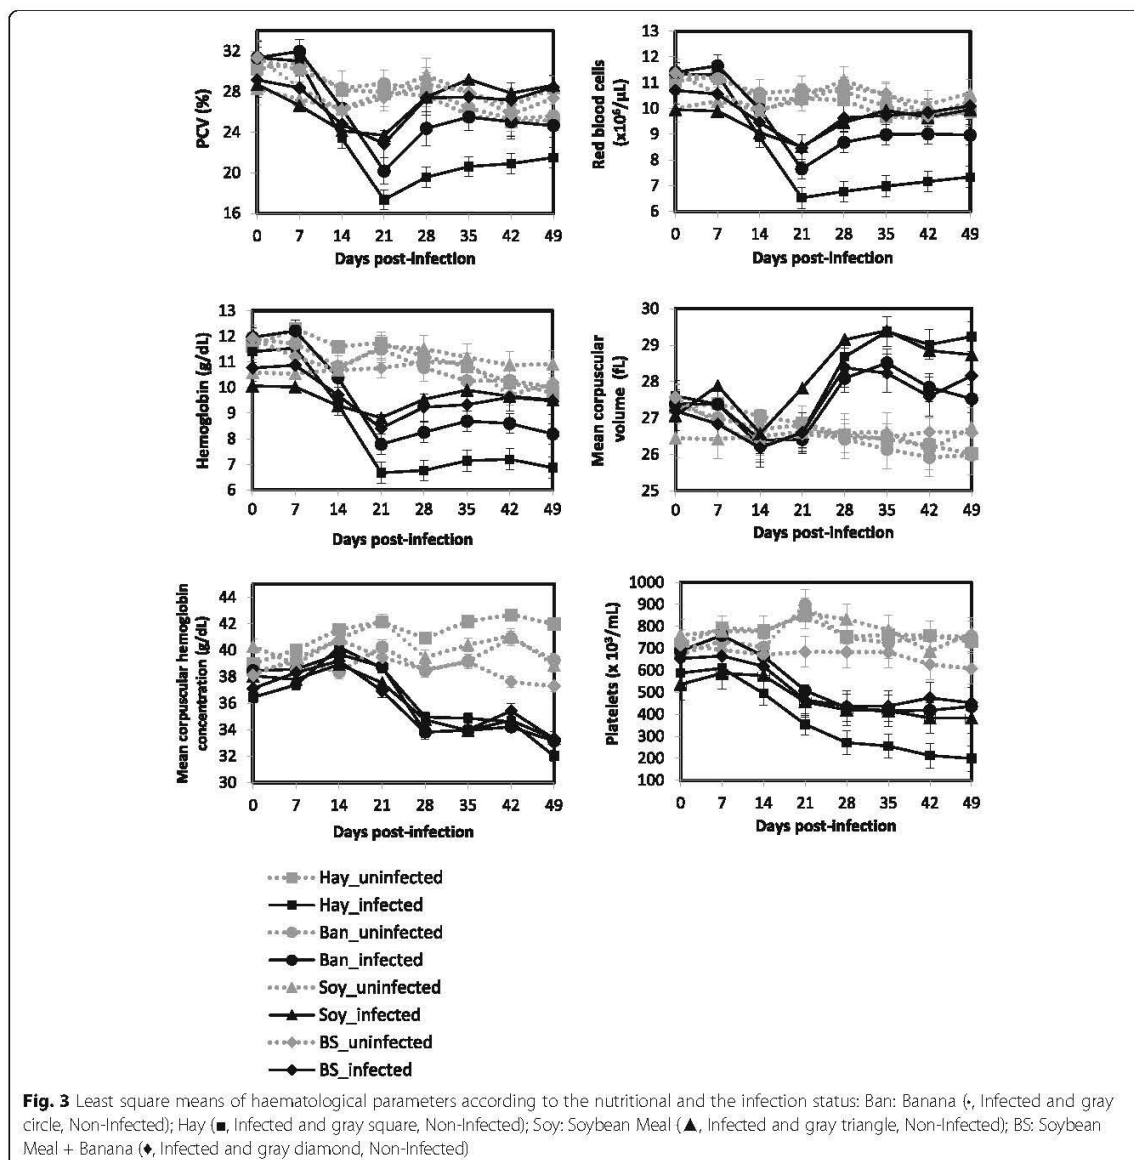 PCV (%)
32
28
24
20
16
0 7 14 21 28 35 42 49
Days post-infection
Red blood cells
(x10⁶/µL)
13
12
11
10
9
8
7
6
0 7 14 21 28 35 42 49
Days post-infection
Hemoglobin (g/dL)
13
12
11
10
9
8
7
6
0 7 14 21 28 35 42 49
Days post-infection
Mean corpuscular
volume (fL)
30
29
28
27
26
25
0 7 14 21 28 35 42 49
Days post-infection
Mean corpuscular hemoglobin
concentration (g/dL)
44
42
40
38
36
34
32
30
0 7 14 21 28 35 42 49
Days post-infection
Platelets (x 10³/mL)
1000
900
800
700
600
500
400
300
200
100
0 7 14 21 28 35 42 49
Days post-infection
Hay_uninfected
Hay_infected
Ban_uninfected
Ban_infected
Soy_uninfected
Soy_infected
BS_uninfected
BS_infected
Fig. 3 Least square means of haematological parameters according to the nutritional and the infection status: Ban: Banana (•, Infected and gray
circle, Non-Infected); Hay (■, Infected and gray square, Non-Infected); Soy: Soybean Meal (▲, Infected and gray triangle, Non-Infected); BS: Soybean
Meal + Banana (♦, Infected and gray diamond, Non-Infected)